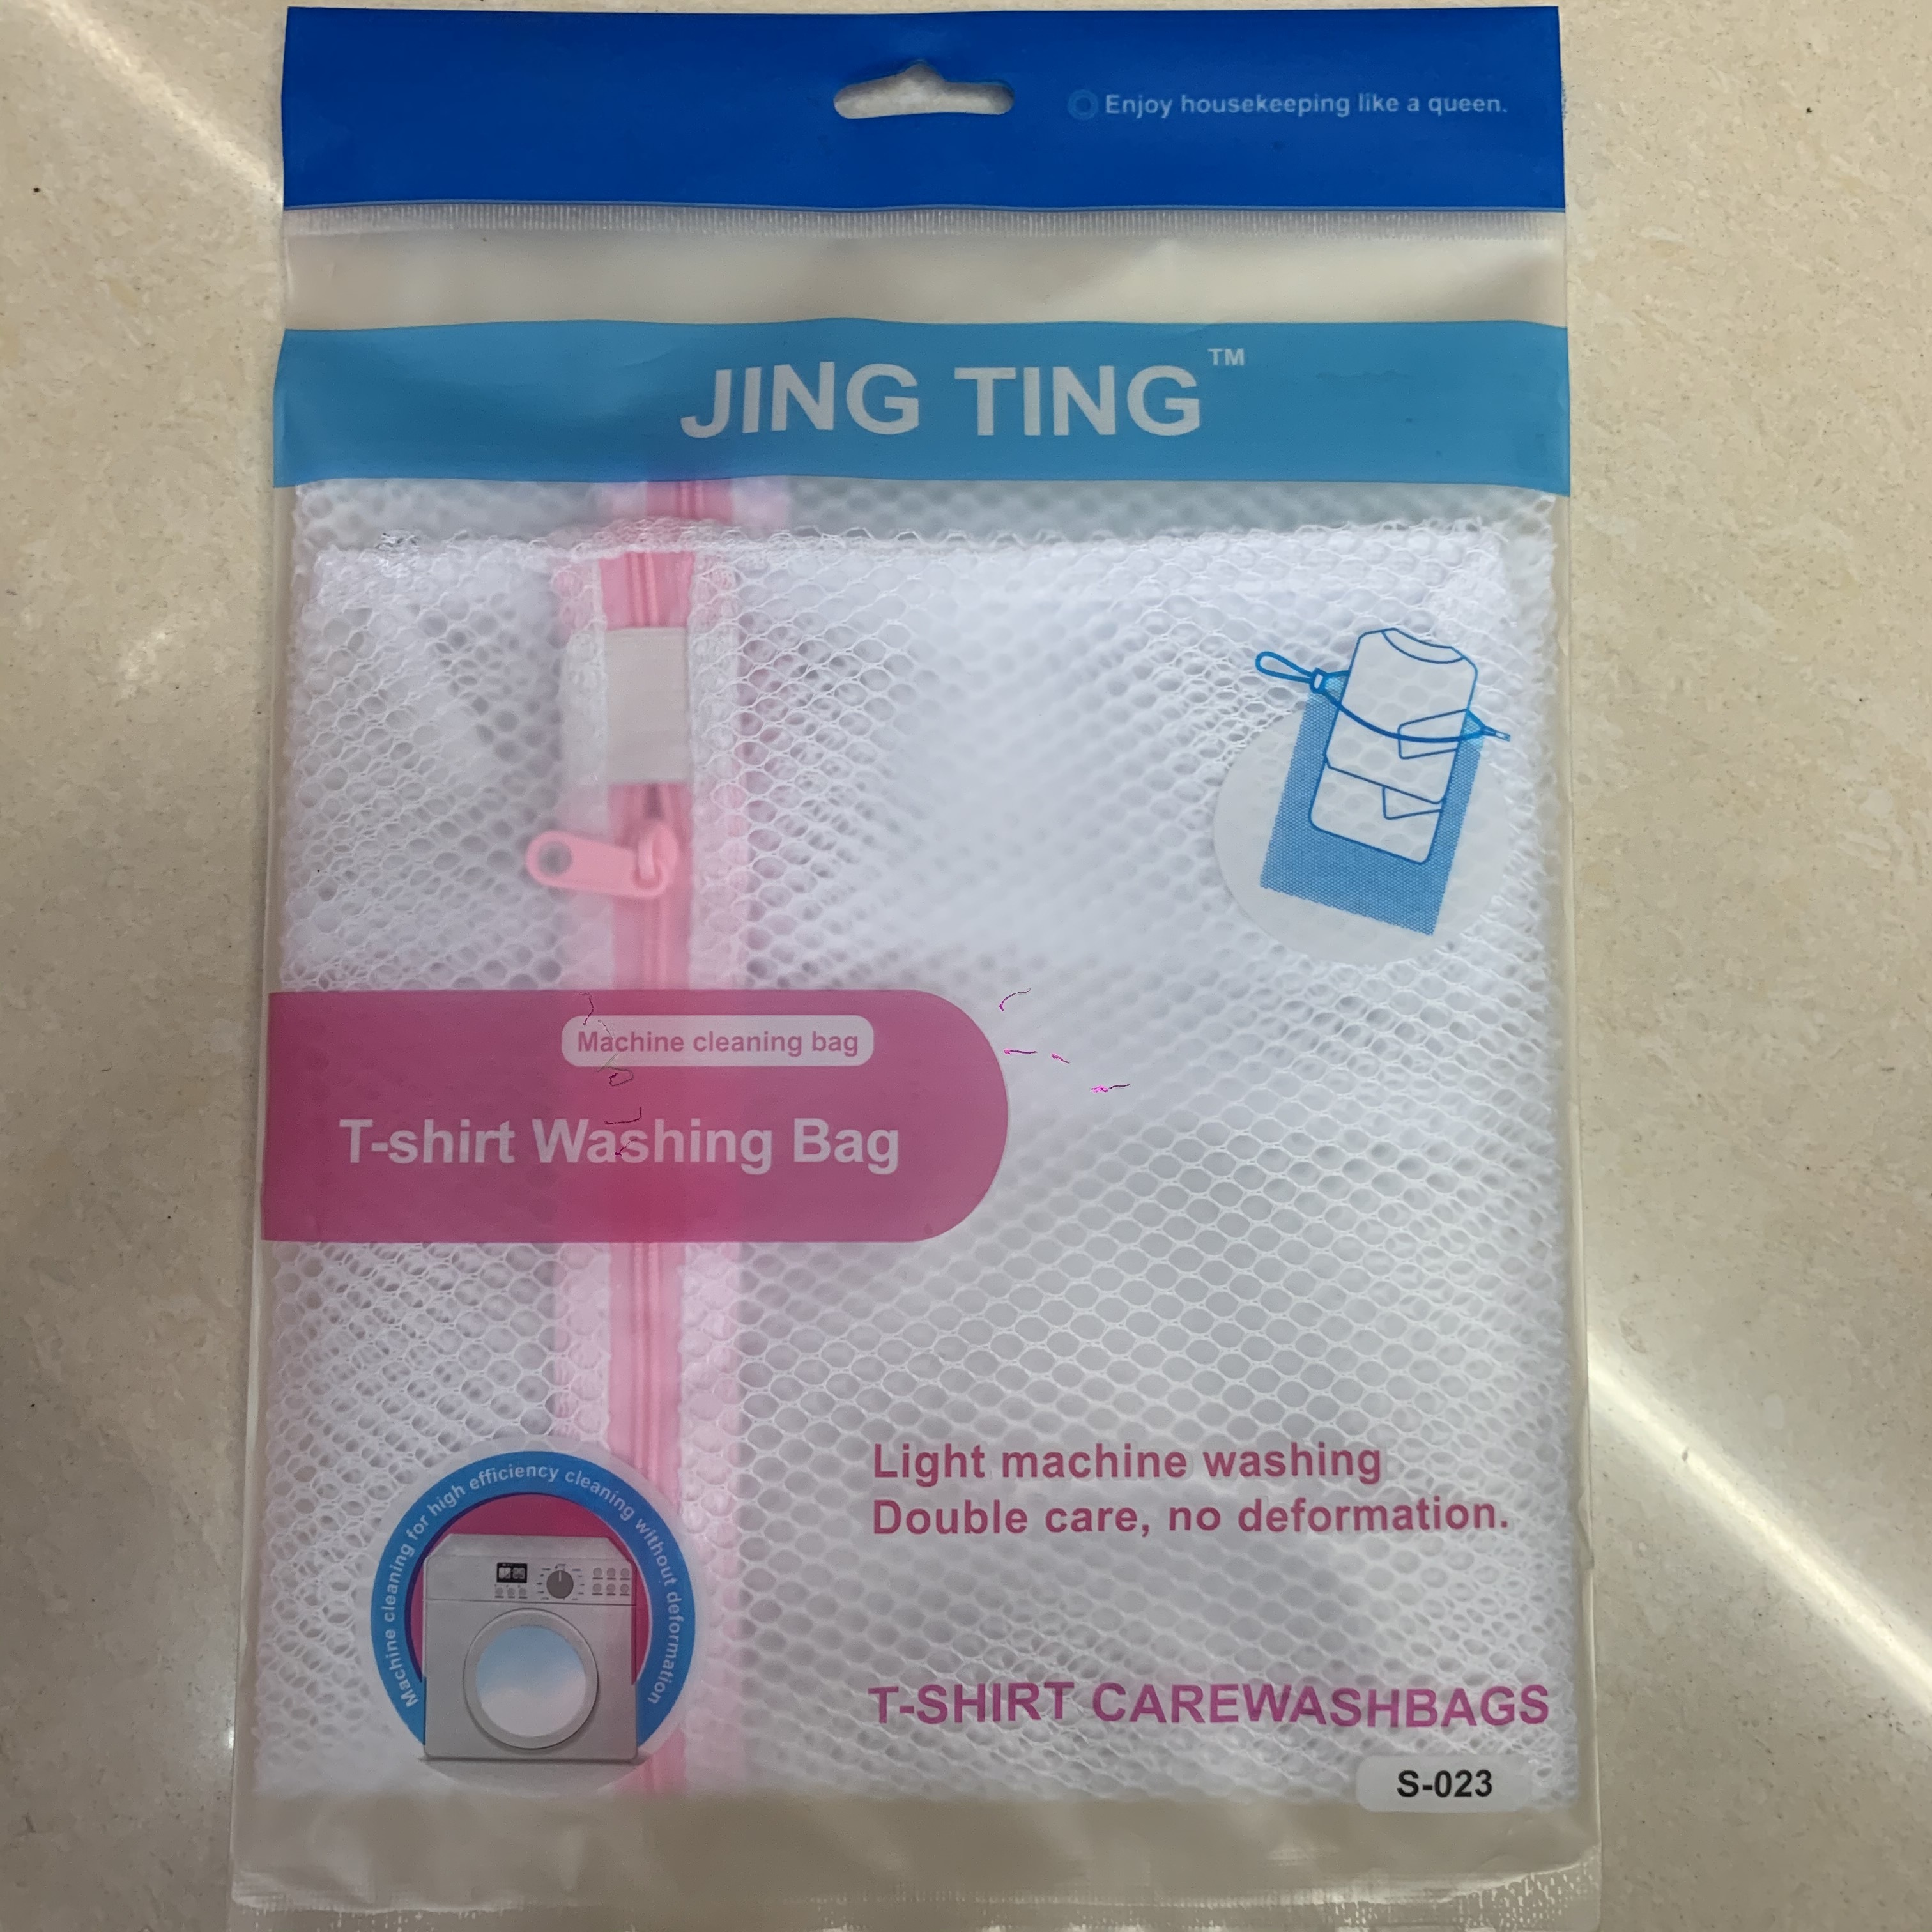 Enjoy housekeeping like a queen.
JING TING™
Machine cleaning bag
T-shirt Washing Bag
Light machine washing
Double care, no deformation.
Machine cleaning for high efficiency cleaning without deformation
T-SHIRT CAREWASHBAGS
S-023